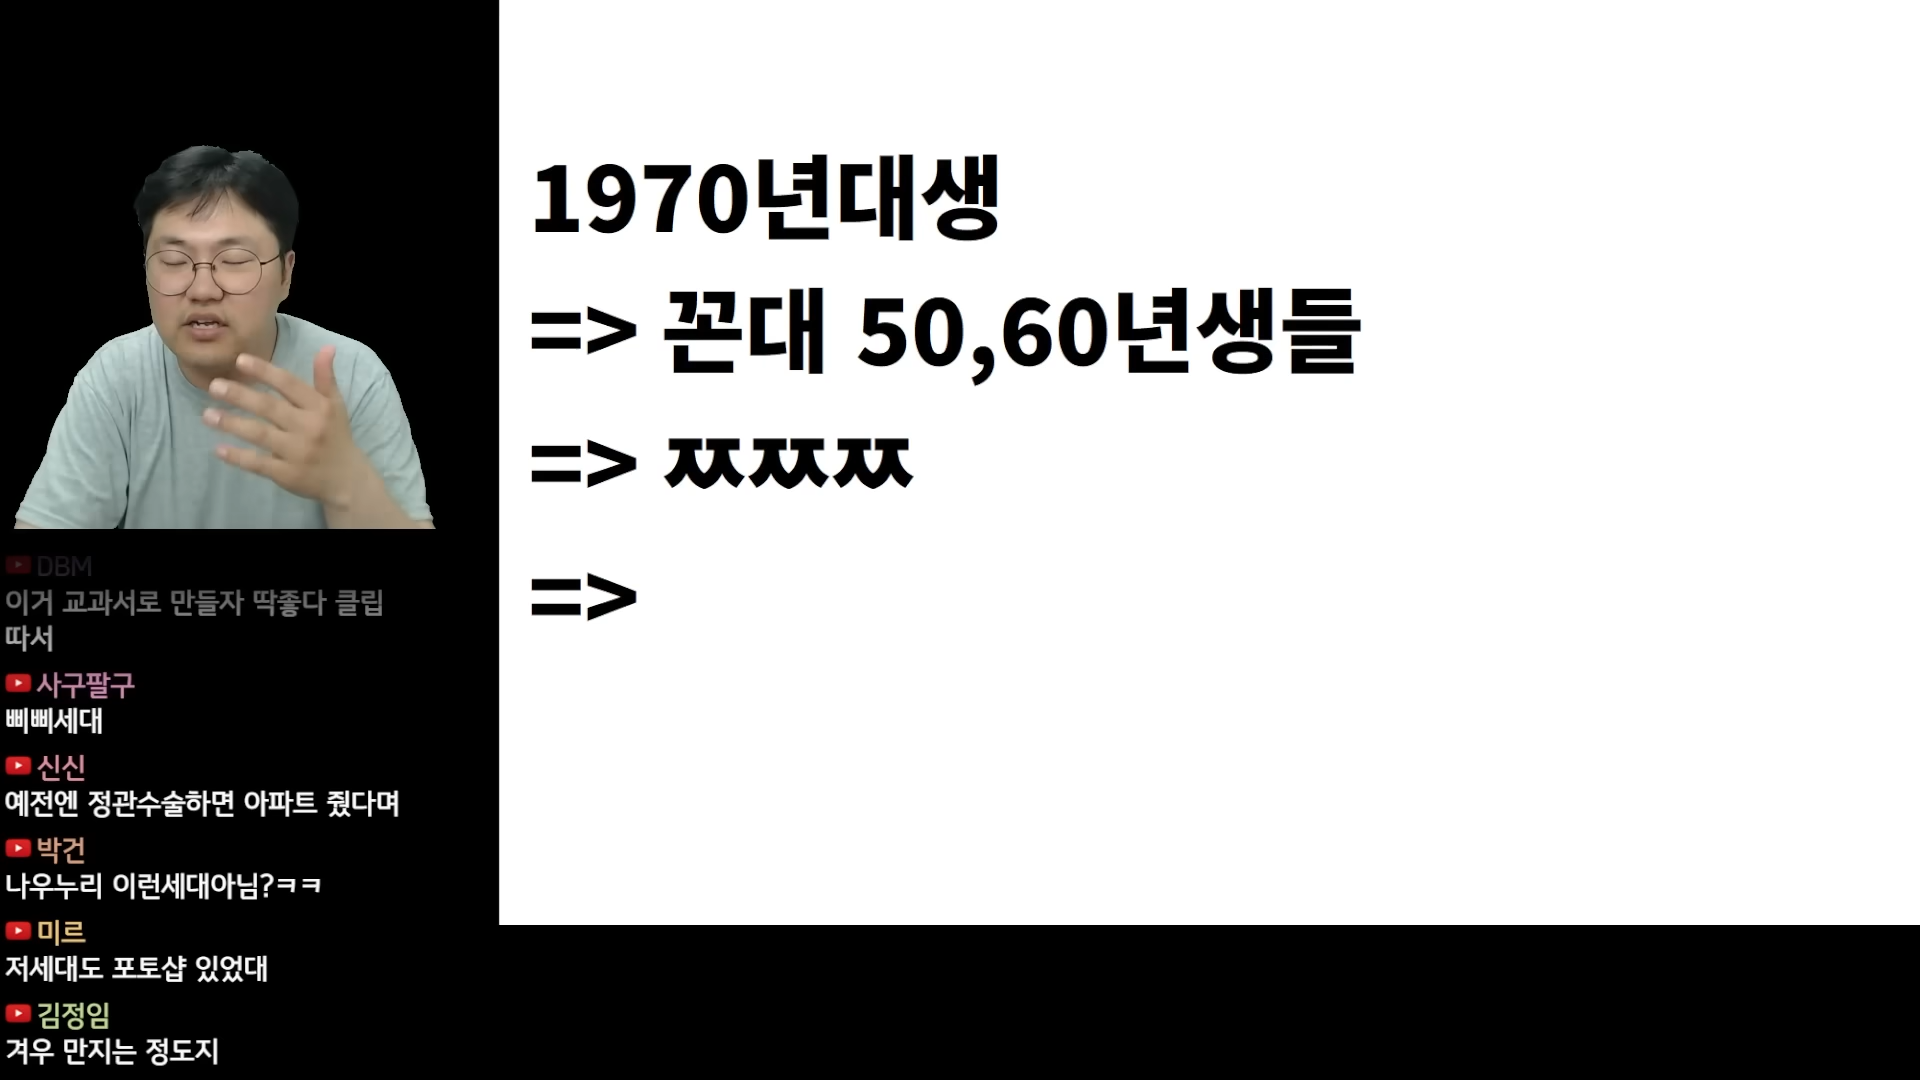 1970년대생
=> 꼰대 50,60년생들
=> ㅉㅉㅉ
=>
DBM
이거 교과서로 만들자 딱좋다 클립
따서
사구팔구
삐삐세대
신신
예전엔 정관수술하면 아파트 줬다며
박건
나우누리 이런세대아님?ㅋㅋ
미르
저세대도 포토샵 있었대
김정임
겨우 만지는 정도지